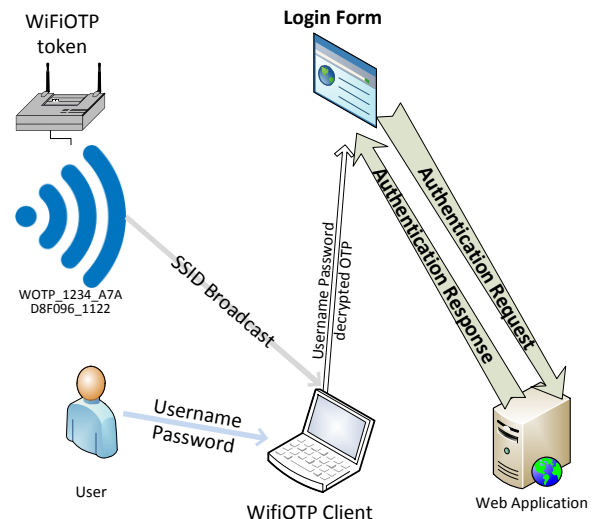 WiFiOTP
token
Login Form
WOTP_1234_A7A
D8F096_1122
SSID Broadcast
Username Password
decrypted OTP
Authentication Response
Authentication Request
Username
Password
User
WifiOTP Client
Web Application